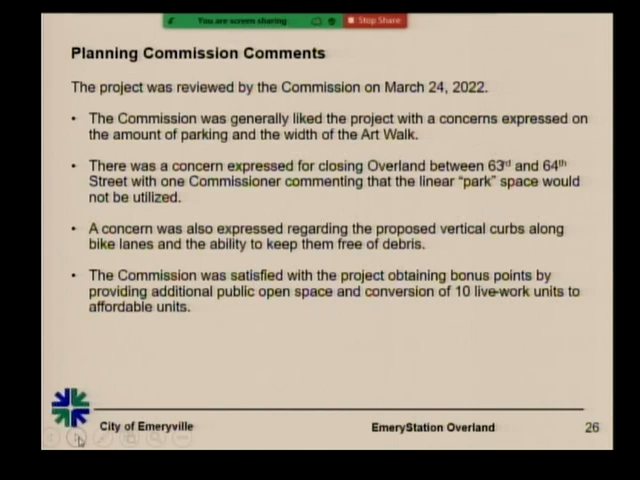 You are screen sharing
Stop Share
Planning Commission Comments
The project was reviewed by the Commission on March 24, 2022.
• The Commission was generally liked the project with a concerns expressed on
the amount of parking and the width of the Art Walk.
• There was a concern expressed for closing Overland between 63rd and 64th
Street with one Commissioner commenting that the linear “park” space would
not be utilized.
• A concern was also expressed regarding the proposed vertical curbs along
bike lanes and the ability to keep them free of debris.
• The Commission was satisfied with the project obtaining bonus points by
providing additional public open space and conversion of 10 live-work units to
affordable units.
City of Emeryville
EmeryStation Overland
26